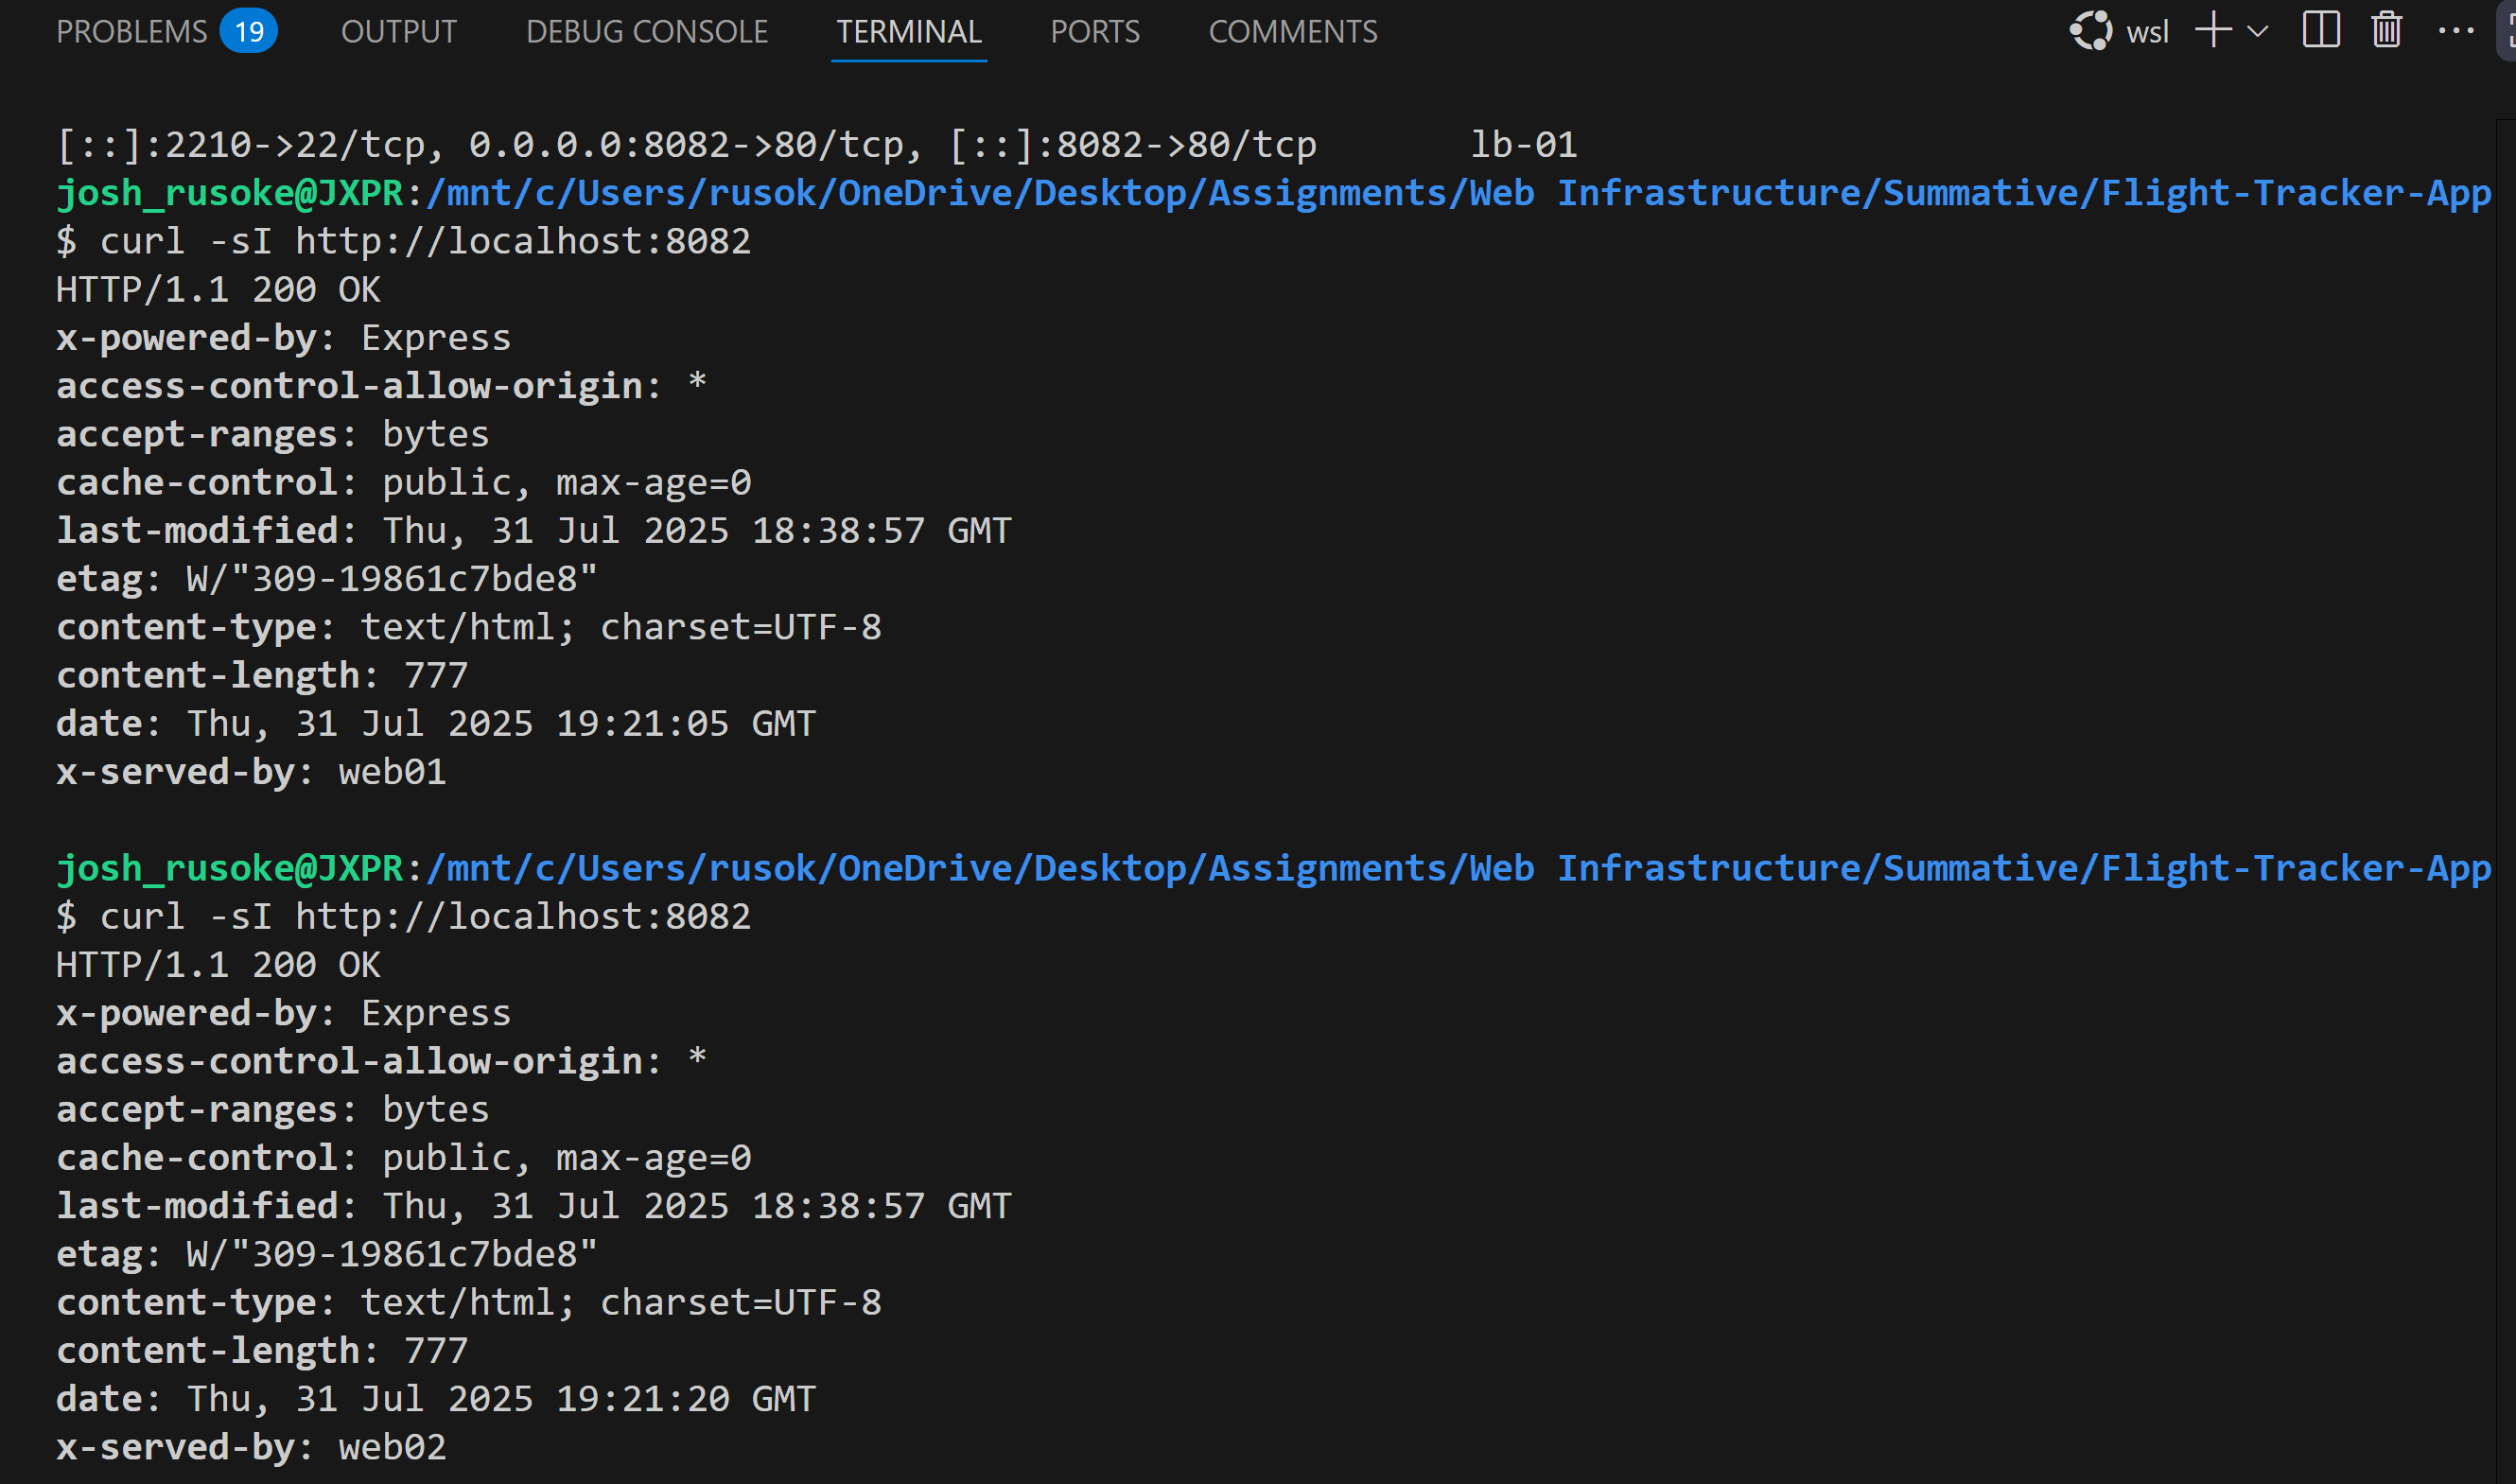 PROBLEMS 19 OUTPUT DEBUG CONSOLE TERMINAL PORTS COMMENTS wsl
[::]:2210->22/tcp, 0.0.0.0:8082->80/tcp, [::]:8082->80/tcp lb-01
josh_rusoke@JXPR:/mnt/c/Users/rusok/OneDrive/Desktop/Assignments/Web Infrastructure/Summative/Flight-Tracker-App
$ curl -sI http://localhost:8082
HTTP/1.1 200 OK
x-powered-by: Express
access-control-allow-origin: *
accept-ranges: bytes
cache-control: public, max-age=0
last-modified: Thu, 31 Jul 2025 18:38:57 GMT
etag: W/"309-19861c7bde8"
content-type: text/html; charset=UTF-8
content-length: 777
date: Thu, 31 Jul 2025 19:21:05 GMT
x-served-by: web01
josh_rusoke@JXPR:/mnt/c/Users/rusok/OneDrive/Desktop/Assignments/Web Infrastructure/Summative/Flight-Tracker-App
$ curl -sI http://localhost:8082
HTTP/1.1 200 OK
x-powered-by: Express
access-control-allow-origin: *
accept-ranges: bytes
cache-control: public, max-age=0
last-modified: Thu, 31 Jul 2025 18:38:57 GMT
etag: W/"309-19861c7bde8"
content-type: text/html; charset=UTF-8
content-length: 777
date: Thu, 31 Jul 2025 19:21:20 GMT
x-served-by: web02